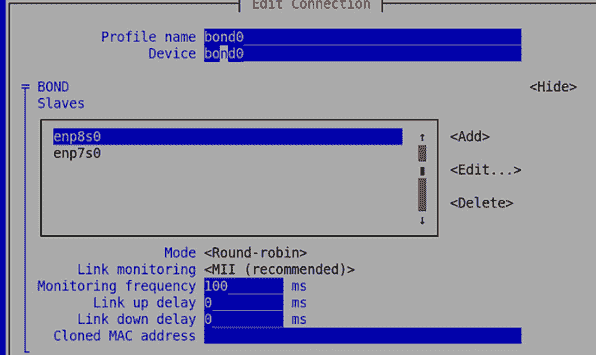 Edit Connection
Profile name bond0
Device bond0
BOND <Hide>
Slaves
enp8s0 <Add>
enp7s0
<Edit...>
<Delete>
Mode <Round-robin>
Link monitoring <MII (recommended)>
Monitoring frequency 100 ms
Link up delay 0 ms
Link down delay 0 ms
Cloned MAC address